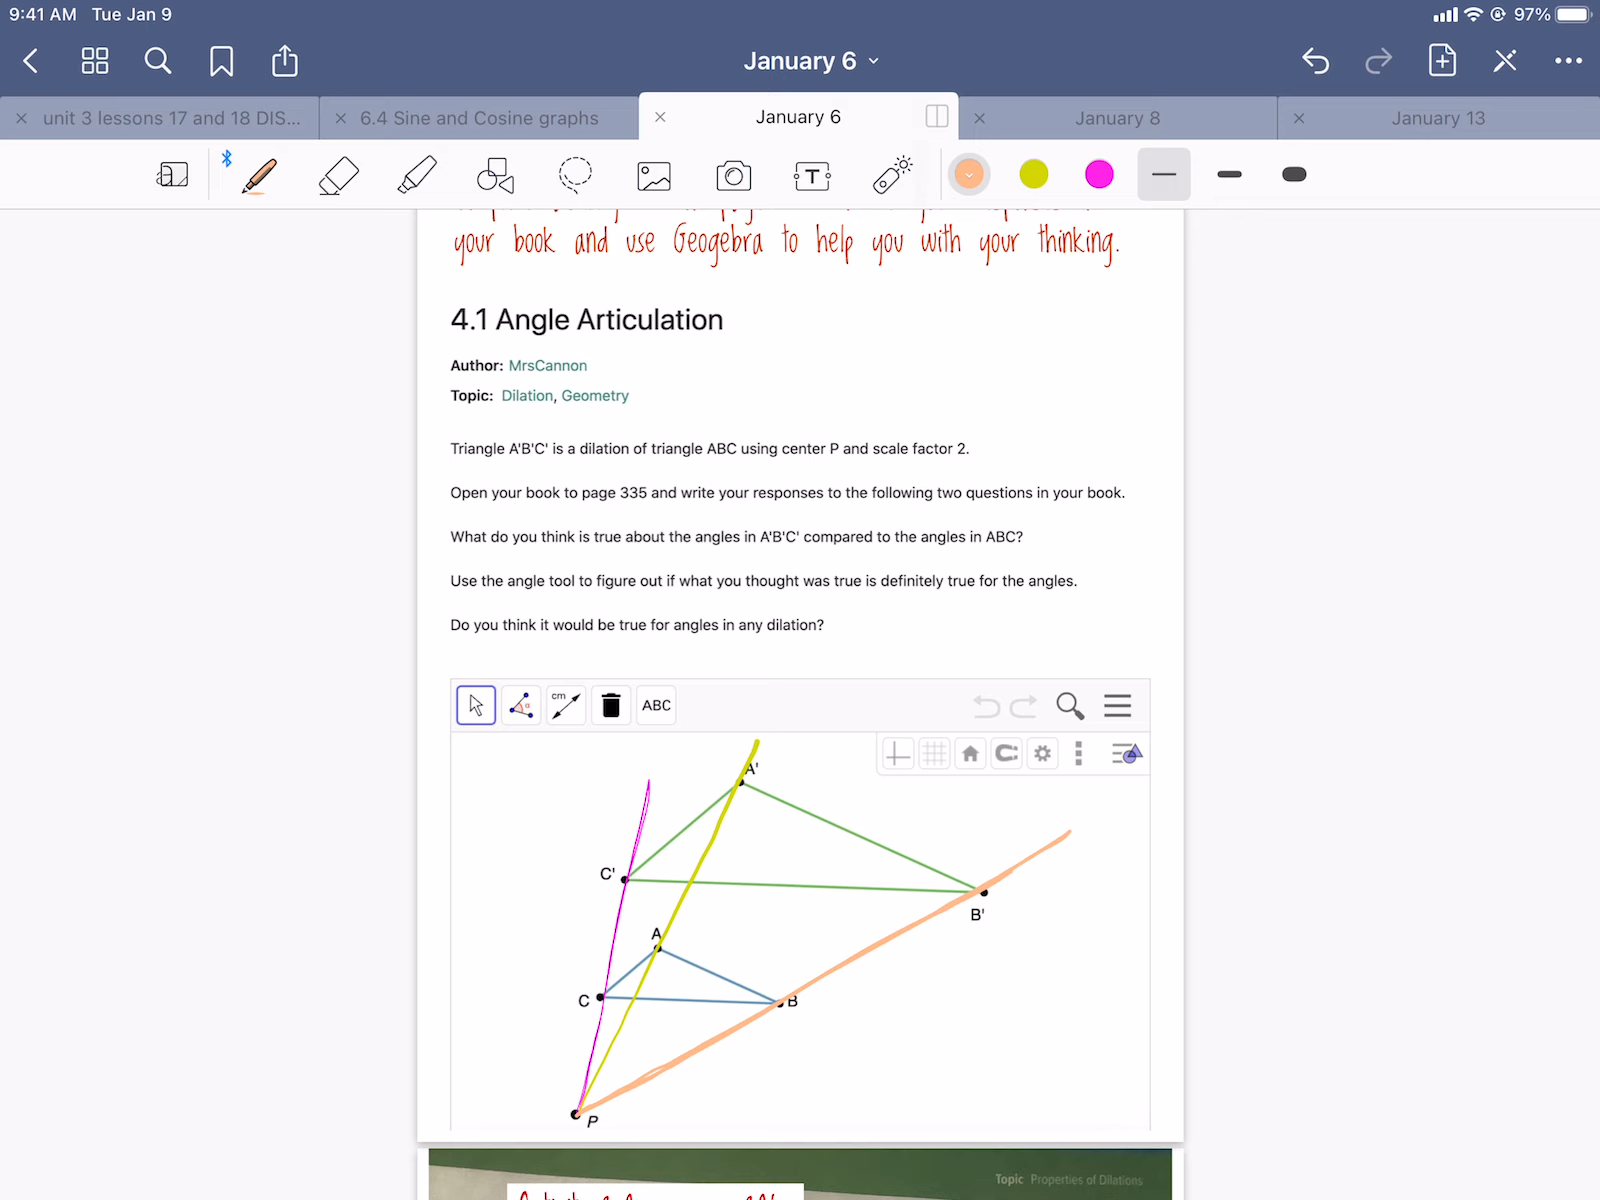 9:41 AM Tue Jan 9
97%
January 6
unit 3 lessons 17 and 18 DIS...
6.4 Sine and Cosine graphs
January 6
January 8
January 13
T
your book and use Geogebra to help you with your thinking.
4.1 Angle Articulation
Author: MrsCannon
Topic: Dilation, Geometry
Triangle A'B'C' is a dilation of triangle ABC using center P and scale factor 2.
Open your book to page 335 and write your responses to the following two questions in your book.
What do you think is true about the angles in A'B'C' compared to the angles in ABC?
Use the angle tool to figure out if what you thought was true is definitely true for the angles.
Do you think it would be true for angles in any dilation?
α
cm
ABC
A'
C'
B'
A
C
B
P
Topic Properties of Dilations